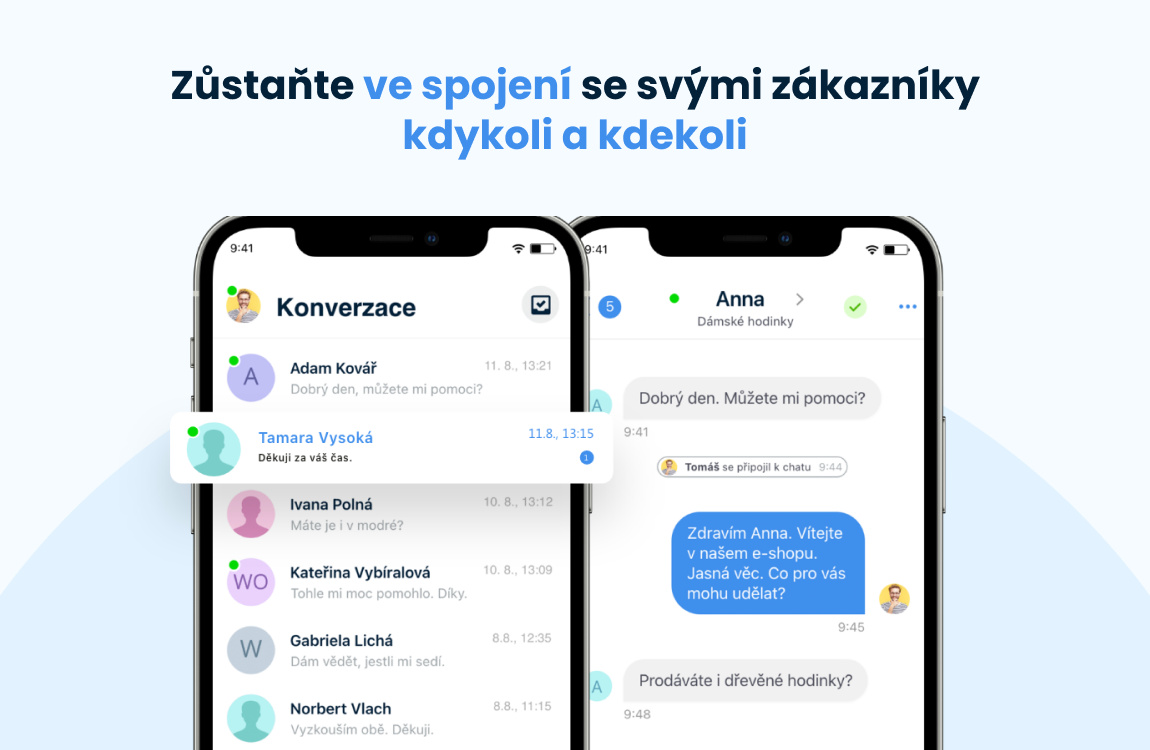 Zůstaňte ve spojení se svými zákazníky
kdykoli a kdekoli
9:41
Konverzace
A
Adam Kovář
11. 8., 13:21
Dobrý den, můžete mi pomoci?
Tamara Vysoká
11.8., 13:15
Děkuji za váš čas.
1
Ivana Polná
10. 8., 13:12
Máte je i v modré?
WO
Kateřina Vybíralová
10. 8., 13:09
Tohle mi moc pomohlo. Díky.
W
Gabriela Lichá
8.8., 12:35
Dám vědět, jestli mi sedí.
Norbert Vlach
8.8., 11:15
Vyzkouším obě. Děkuji.
9:41
5
Anna
Dámské hodinky
A
Dobrý den. Můžete mi pomoci?
9:41
Tomáš se připojil k chatu 9:44
Zdravím Anna. Vítejte
v našem e-shopu.
Jasná věc. Co pro vás
mohu udělat?
9:45
A
Prodáváte i dřevěné hodinky?
9:48